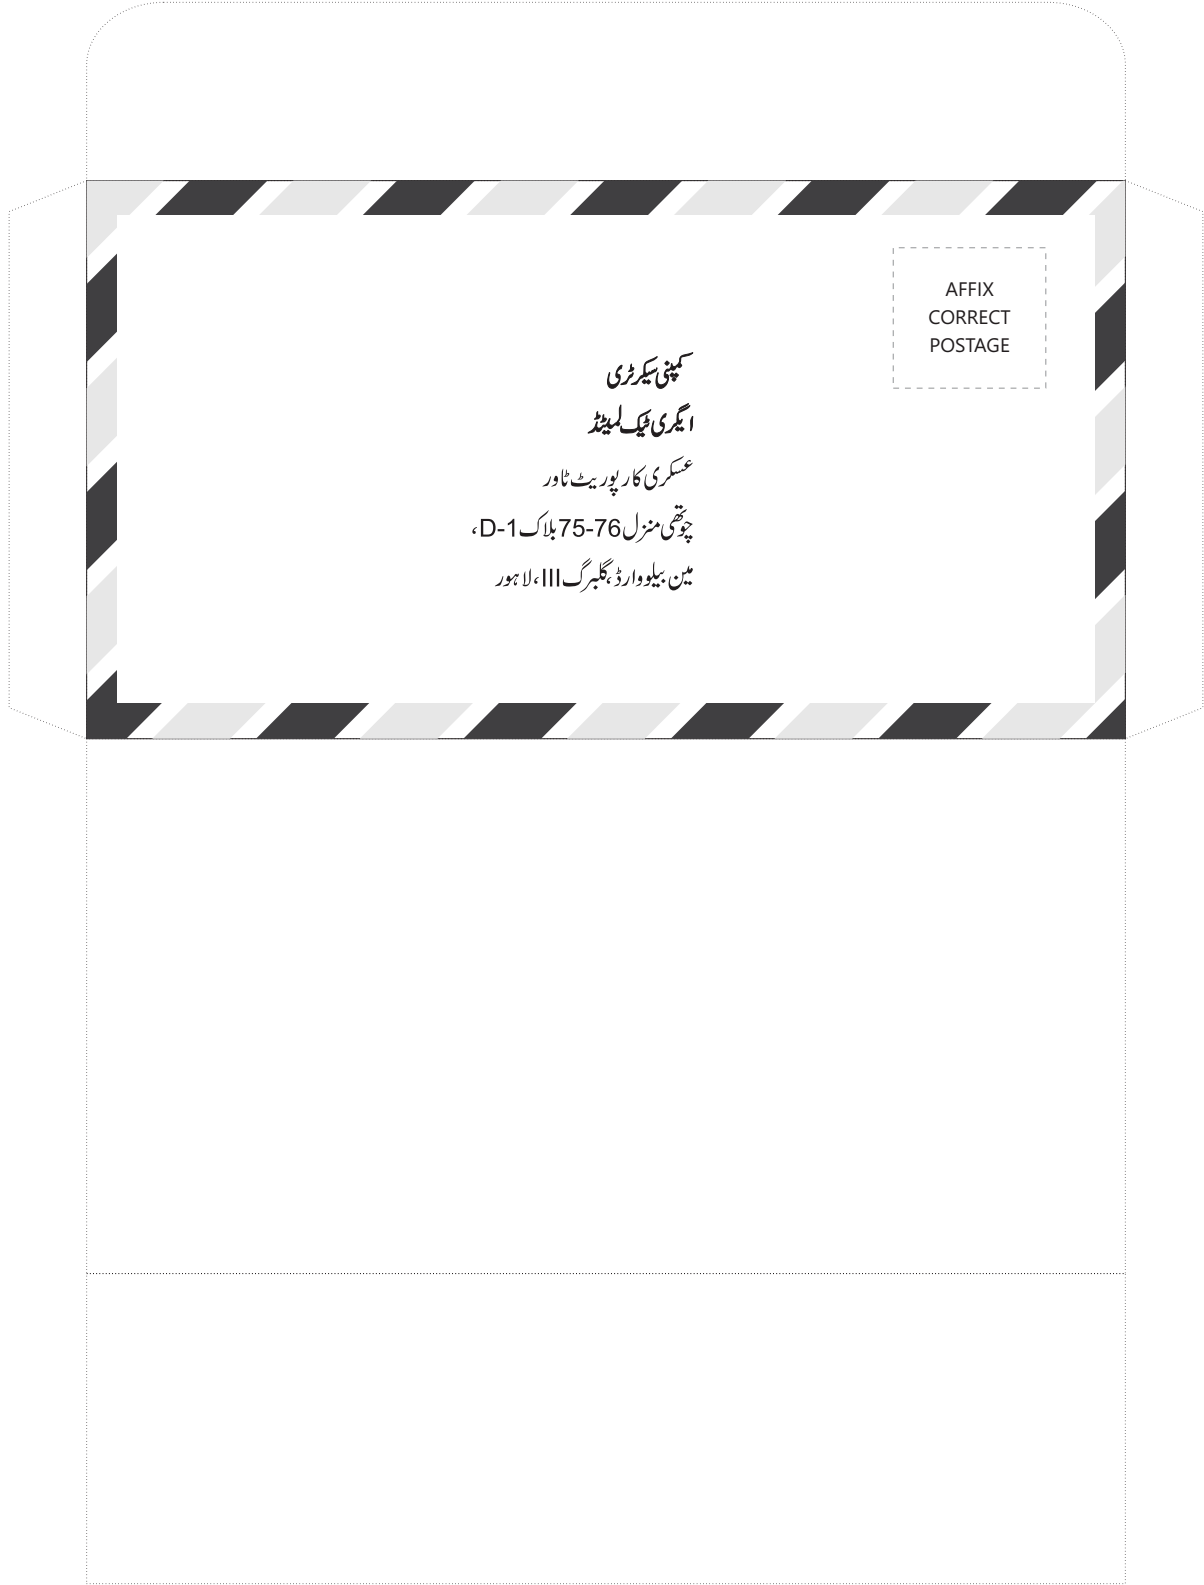 AFFIX
CORRECT
POSTAGE
کمپنی سیکرٹری
ایگری ٹیک لمیٹڈ
عسکری کارپوریٹ ٹاور
چوتھی منزل 75-76 بلاک D-1،
مین بیلووارڈ، گلبرگ III، لاہور